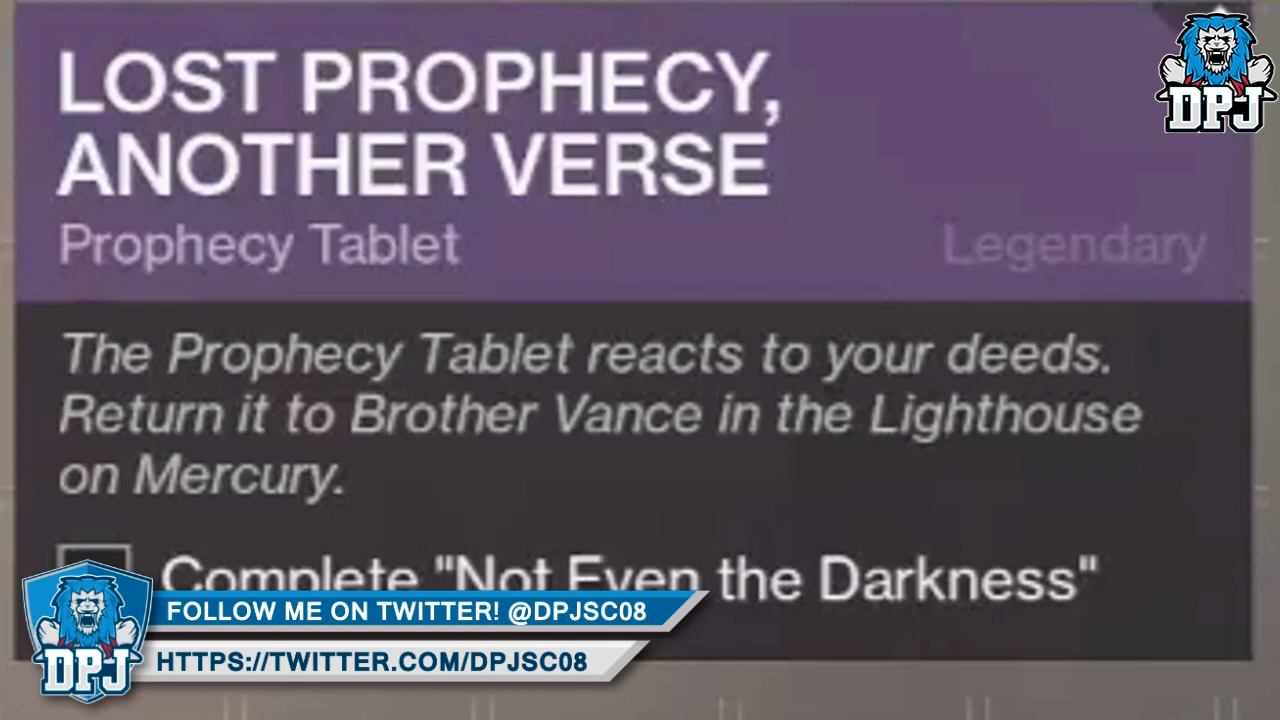 LOST PROPHECY,
ANOTHER VERSE
Prophecy Tablet
Legendary
The Prophecy Tablet reacts to your deeds.
Return it to Brother Vance in the Lighthouse
on Mercury.
Complete "Not Even the Darkness"
FOLLOW ME ON TWITTER! @DPJSC08
HTTPS://TWITTER.COM/DPJSC08
DPJ
DPJ